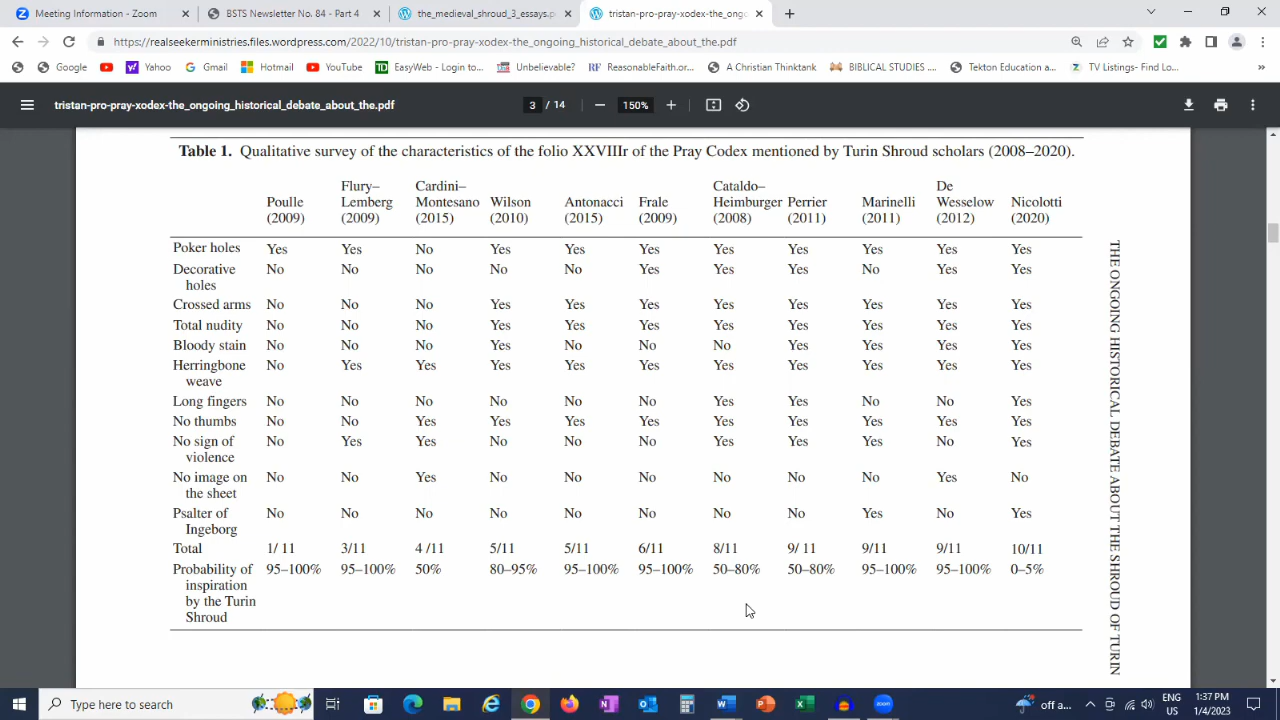 Meeting Information - Zoom
BSTS Newsletter No. 84 - Part 4
the_medieval_shroud_3_essays.p
tristan-pro-pray-xodex-the_ongo
https://realseekerministries.files.wordpress.com/2022/10/tristan-pro-pray-xodex-the_ongoing_historical_debate_about_the.pdf
Google Yahoo Gmail Hotmail YouTube EasyWeb - Login to... Unbelievable? ReasonableFaith.or... A Christian Thinktank BIBLICAL STUDIES .... Tekton Education a... TV Listings- Find Lo... »
tristan-pro-pray-xodex-the_ongoing_historical_debate_about_the.pdf 3 / 14 — 150% +
Table 1. Qualitative survey of the characteristics of the folio XXVIIIr of the Pray Codex mentioned by Turin Shroud scholars (2008–2020).
Flury– Cardini– Cataldo– De
Poulle Lemberg Montesano Wilson Antonacci Frale Heimburger Perrier Marinelli Wesselow Nicolotti
(2009) (2009) (2015) (2010) (2015) (2009) (2008) (2011) (2011) (2012) (2020)
Poker holes Yes Yes No Yes Yes Yes Yes Yes Yes Yes Yes
Decorative No No No No No Yes Yes Yes No Yes Yes
holes
Crossed arms No No No Yes Yes Yes Yes Yes Yes Yes Yes
Total nudity No No No Yes Yes Yes Yes Yes Yes Yes Yes
Bloody stain No No No Yes No No No Yes Yes Yes Yes
Herringbone No Yes Yes Yes Yes Yes Yes Yes Yes Yes Yes
weave
Long fingers No No No No No No Yes Yes No No Yes
No thumbs No No Yes Yes Yes Yes Yes Yes Yes Yes Yes
No sign of No Yes Yes No No No Yes Yes Yes No Yes
violence
No image on No No Yes No No No No No No Yes No
the sheet
Psalter of No No No No No No No No Yes No Yes
Ingeborg
Total 1/ 11 3/11 4 /11 5/11 5/11 6/11 8/11 9/ 11 9/11 9/11 10/11
Probability of 95–100% 95–100% 50% 80–95% 95–100% 95–100% 50–80% 50–80% 95–100% 95–100% 0–5%
inspiration
by the Turin
Shroud
THE ONGOING HISTORICAL DEBATE ABOUT THE SHROUD OF TURIN
Type here to search
off a...
ENG
US
1:37 PM
1/4/2023